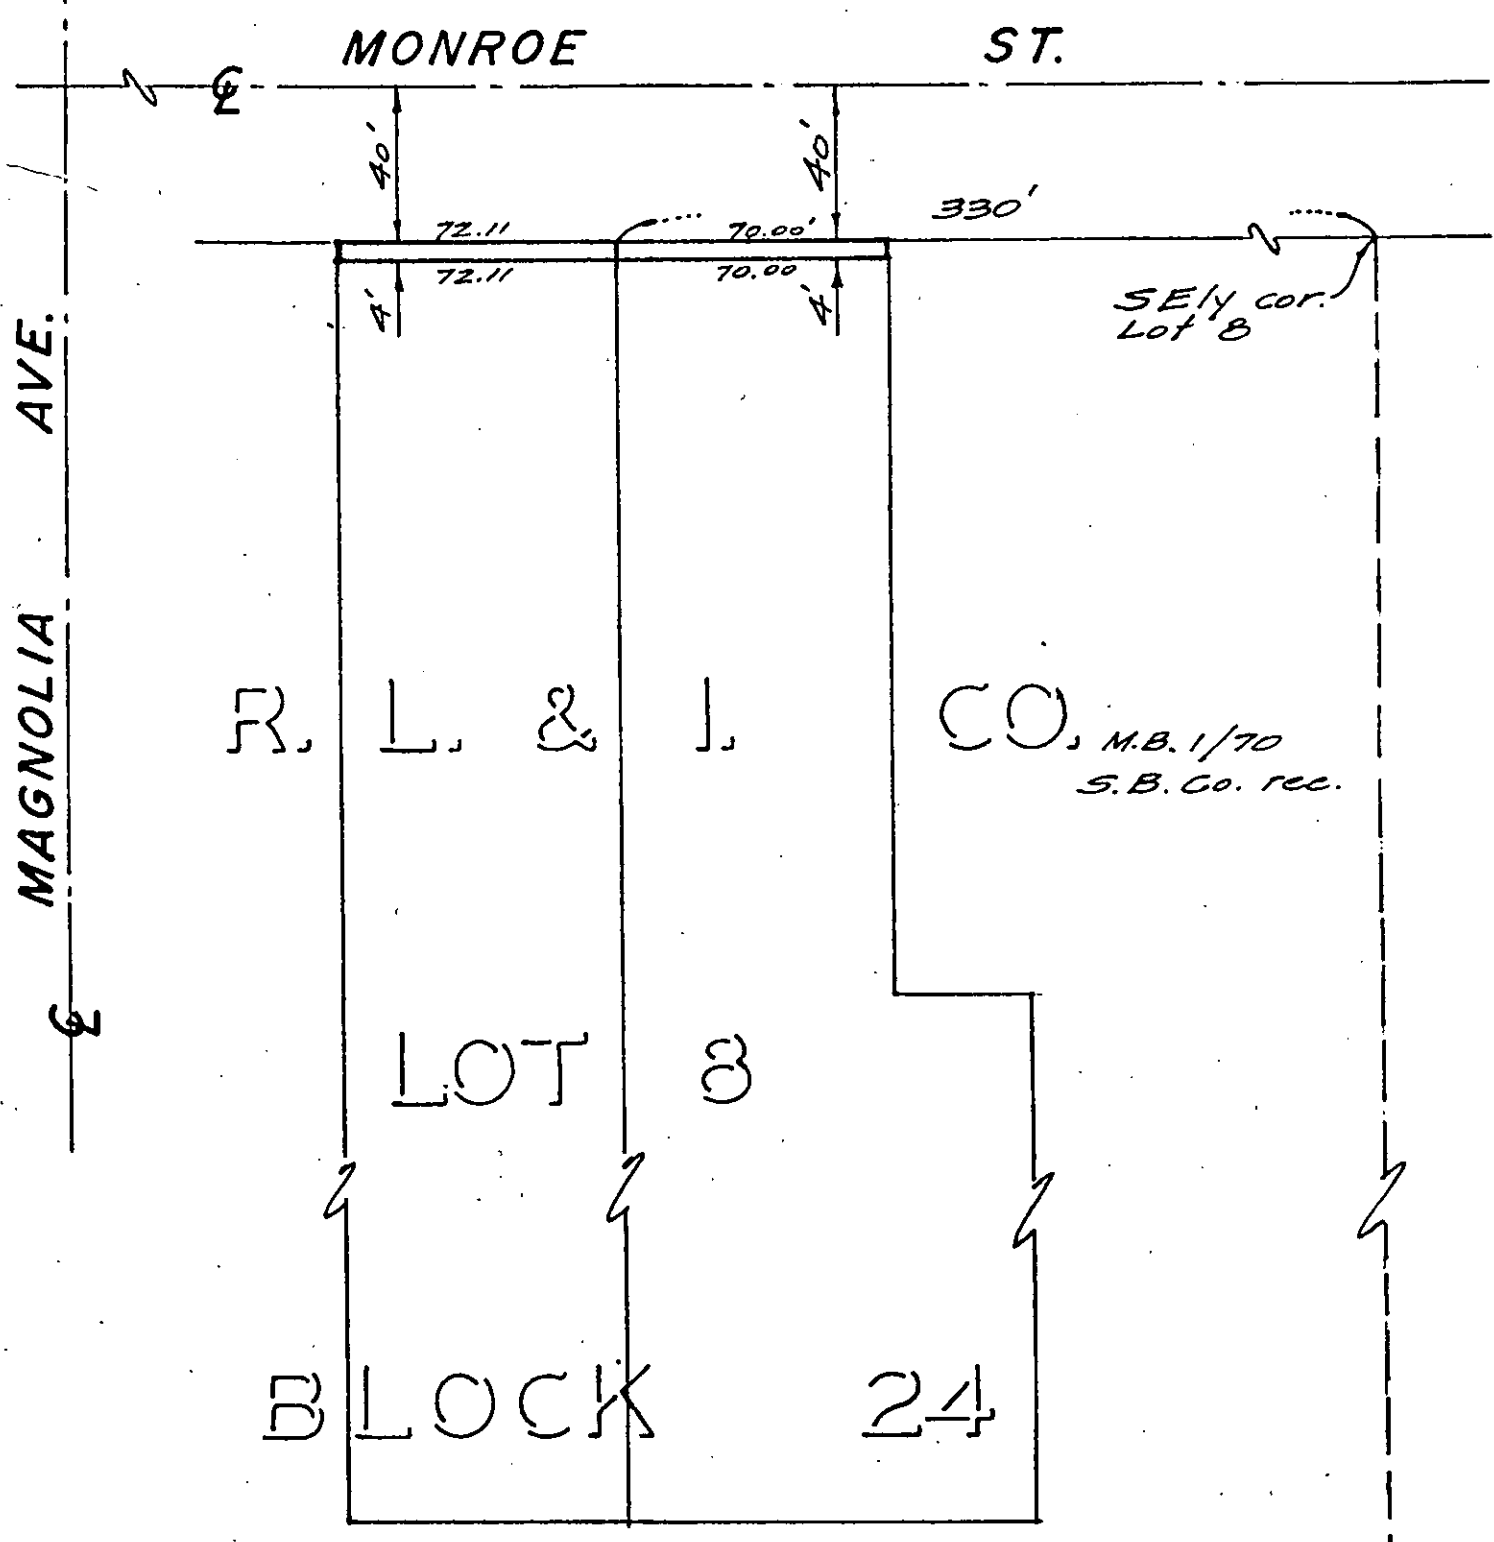 MONROE ST.
℄
40'
40'
330'
72.11
70.00'
72.11
70.00
4'
4'
SEly cor.
Lot 8
MAGNOLIA AVE.
℄
R. L. & I. CO.
M.B. 1/70
S.B. Co. rec.
LOT 8
BLOCK 24